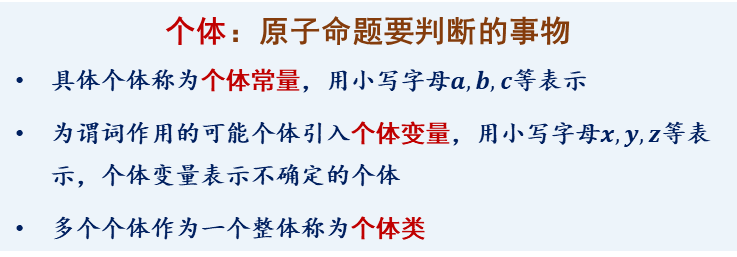 个体：原子命题要判断的事物
• 具体个体称为个体常量，用小写字母a, b, c等表示
• 为谓词作用的可能个体引入个体变量，用小写字母x, y, z等表
示，个体变量表示不确定的个体
• 多个个体作为一个整体称为个体类